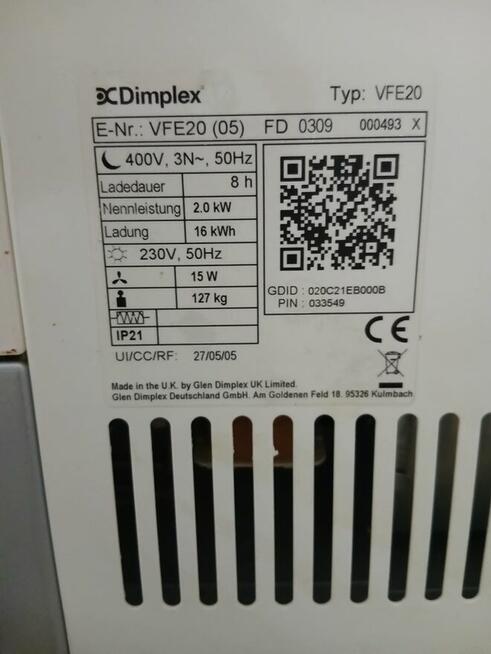 Dimplex Typ: VFE20
E-Nr.: VFE20 (05) FD 0309 000493 X
400V, 3N~, 50Hz
Ladedauer 8 h
Nennleistung 2.0 kW
Ladung 16 kWh
230V, 50Hz
15 W
127 kg
IP21
GDID : 020C21EB000B
PIN : 033549
CE
UI/CC/RF: 27/05/05
Made in the U.K. by Glen Dimplex UK Limited.
Glen Dimplex Deutschland GmbH. Am Goldenen Feld 18. 95326 Kulmbach